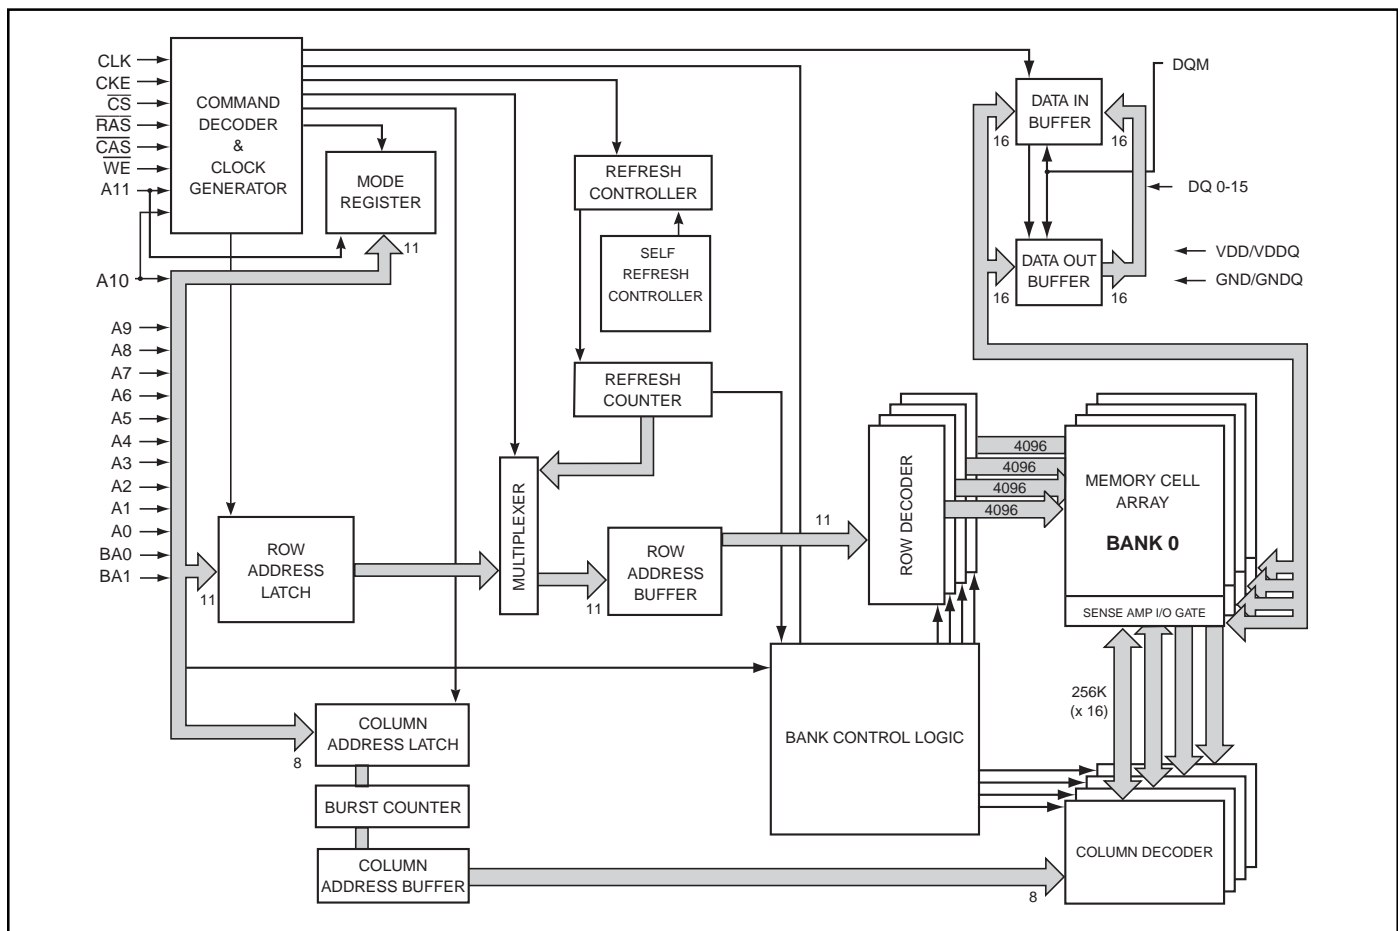 CLK
CKE
CS
RAS
CAS
WE
A11
A10
A9
A8
A7
A6
A5
A4
A3
A2
A1
A0
BA0
BA1
COMMAND
DECODER
&
CLOCK
GENERATOR
MODE
REGISTER
11
REFRESH
CONTROLLER
SELF
REFRESH
CONTROLLER
REFRESH
COUNTER
DATA IN
BUFFER
16
16
DQM
DQ 0-15
VDD/VDDQ
GND/GNDQ
DATA OUT
BUFFER
16
16
11
ROW
ADDRESS
LATCH
MULTIPLEXER
11
ROW
ADDRESS
BUFFER
11
ROW DECODER
4096
4096
4096
4096
MEMORY CELL
ARRAY
BANK 0
SENSE AMP I/O GATE
256K
(x 16)
BANK CONTROL LOGIC
8
COLUMN
ADDRESS LATCH
BURST COUNTER
COLUMN
ADDRESS BUFFER
8
COLUMN DECODER